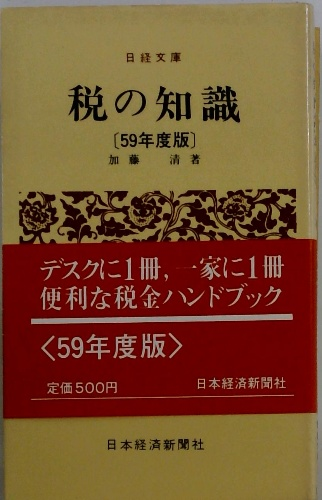 日経文庫
税の知識
〔59年度版〕
加藤 清著
デスクに1冊,一家に1冊
便利な税金ハンドブック
〈59年度版〉
定価500円 日本経済新聞社
日本経済新聞社